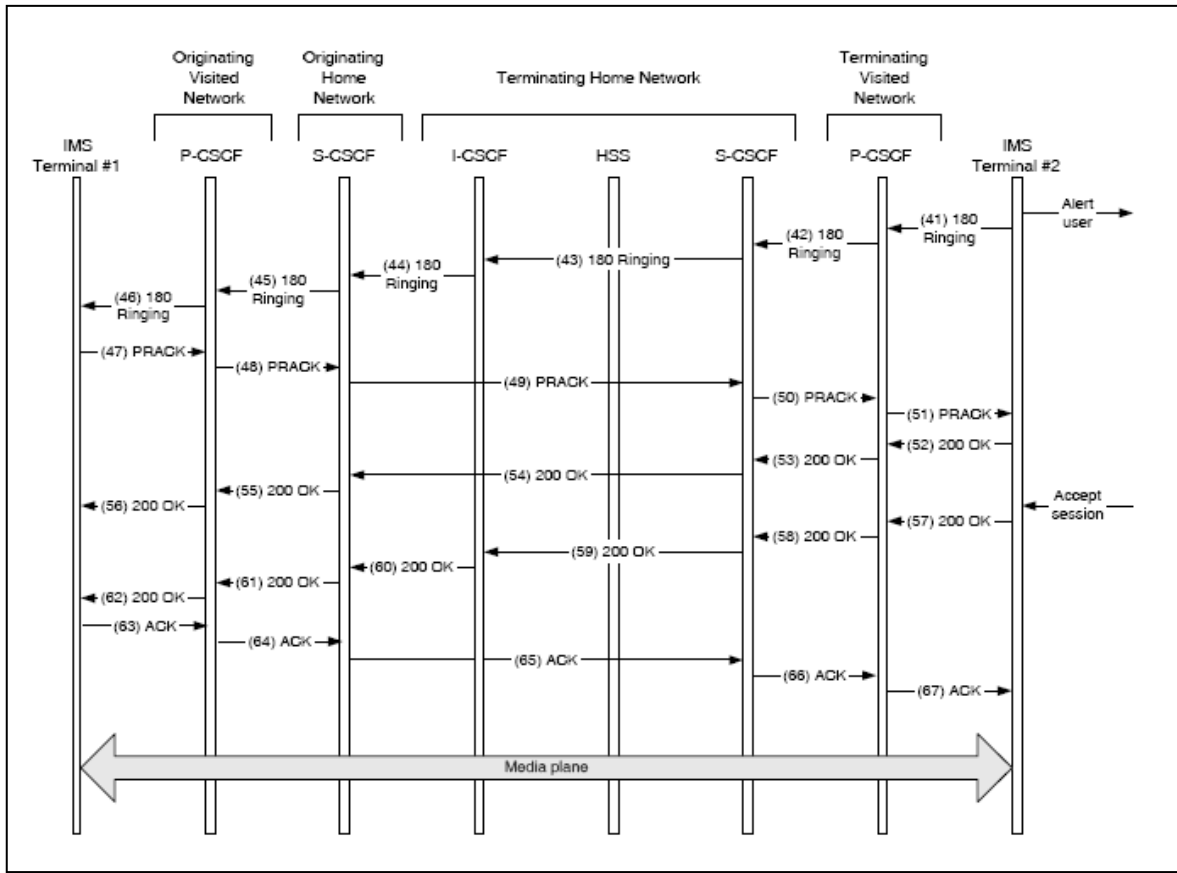 Originating
Visited
Network
Originating
Home
Network
Terminating Home Network
Terminating
Visited
Network
IMS
Terminal #1
P-CSCF
S-CSCF
I-CSCF
HSS
S-CSCF
P-CSCF
IMS
Terminal #2
Alert
user
(41) 180
Ringing
(42) 180
Ringing
(43) 180 Ringing
(44) 180
Ringing
(45) 180
Ringing
(46) 180
Ringing
(47) PRACK
(48) PRACK
(49) PRACK
(50) PRACK
(51) PRACK
(52) 200 OK
(53) 200 OK
(54) 200 OK
(55) 200 OK
(56) 200 OK
Accept
session
(57) 200 OK
(58) 200 OK
(59) 200 OK
(60) 200 OK
(61) 200 OK
(62) 200 OK
(63) ACK
(64) ACK
(65) ACK
(66) ACK
(67) ACK
Media plane